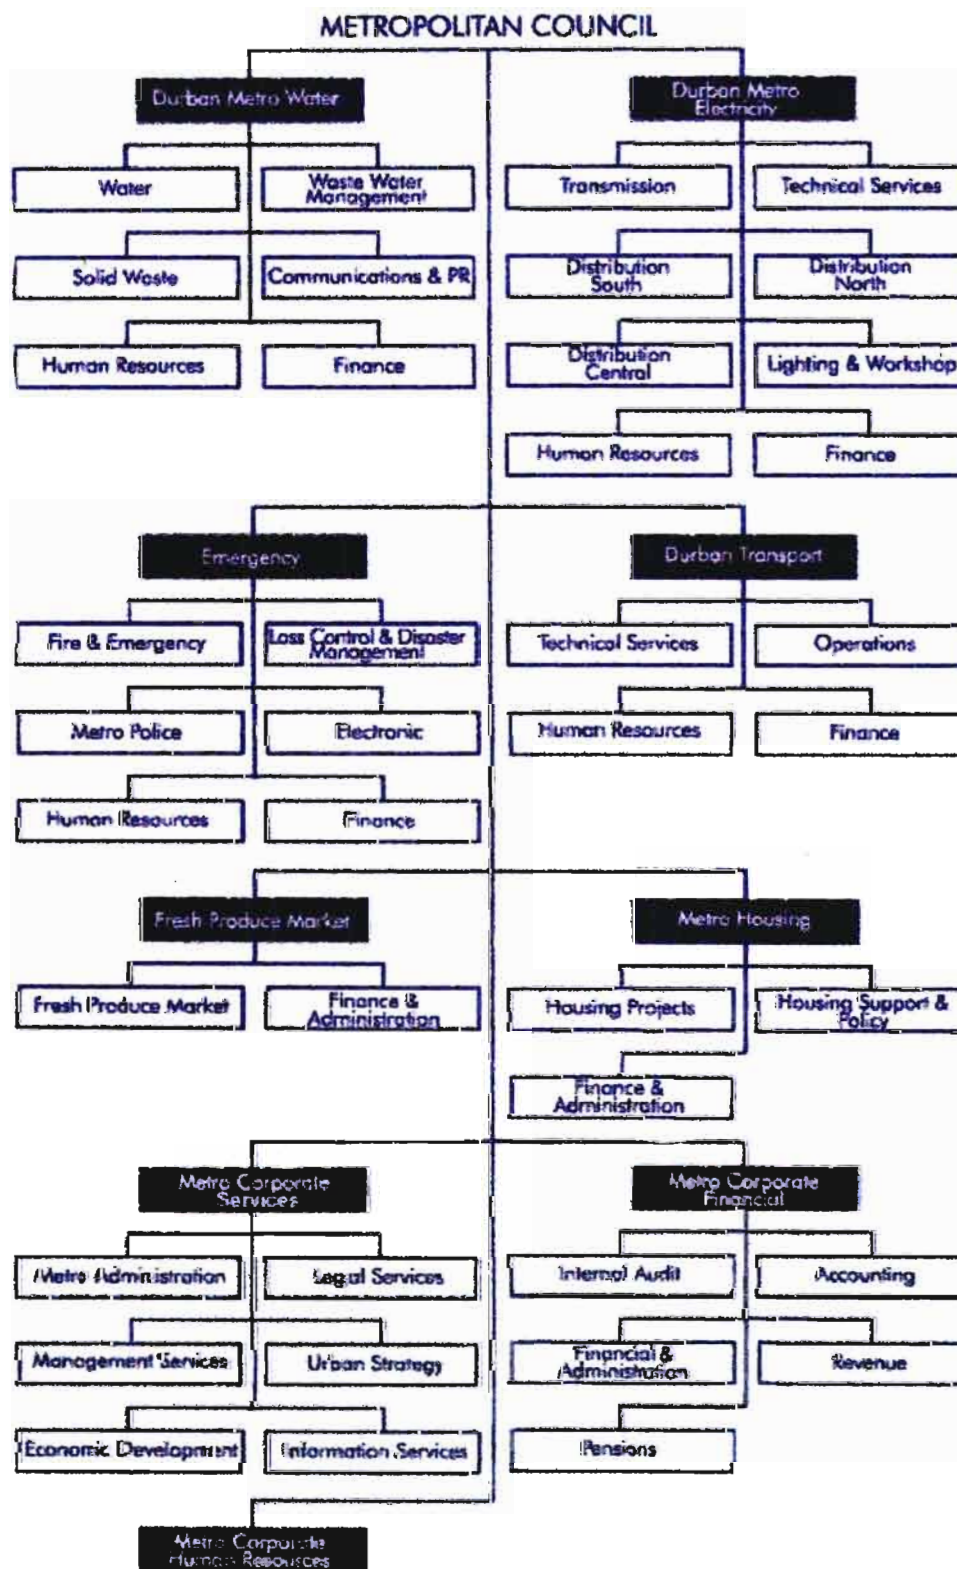 METROPOLITAN COUNCIL
Durban Metro Water
Durban Metro
Electricity
Water
Waste Water
Management
Transmission
Technical Services
Solid Waste
Communications & PR
Distribution
South
Distribution
North
Human Resources
Finance
Distribution
Central
Lighting & Workshop
Human Resources
Finance
Emergency
Durban Transport
Fire & Emergency
Loss Control & Disaster
Management
Technical Services
Operations
Metro Police
Electronic
Human Resources
Finance
Human Resources
Finance
Fresh Produce Market
Metro Housing
Fresh Produce Market
Finance &
Administration
Housing Projects
Housing Support &
Policy
Finance &
Administration
Metro Corporate
Services
Metro Corporate
Financial
Metro Administration
Legal Services
Internal Audit
Accounting
Management Services
Urban Strategy
Financial &
Administration
Revenue
Economic Development
Information Services
Pensions
Metro Corporate
Human Resources